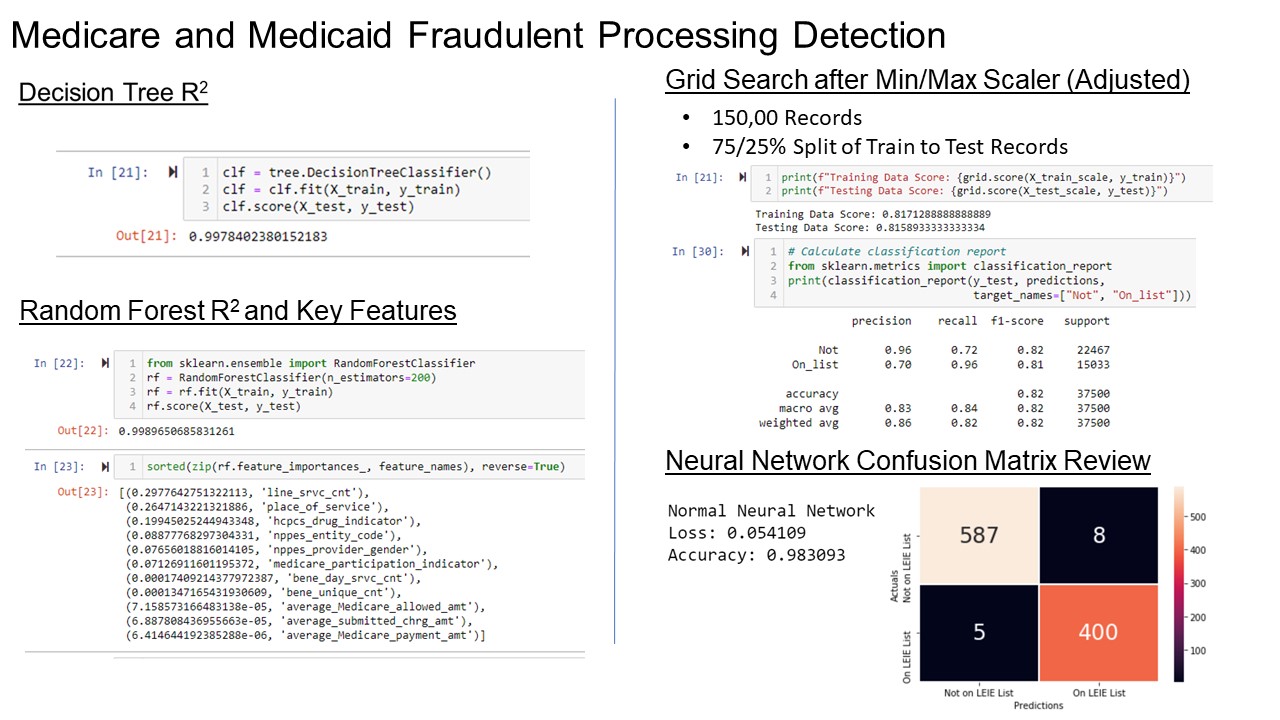 Medicare and Medicaid Fraudulent Processing Detection
Decision Tree R2
In [21]:
1 clf = tree.DecisionTreeClassifier()
2 clf = clf.fit(X_train, y_train)
3 clf.score(X_test, y_test)
Out[21]: 0.9978402380152183
Random Forest R2 and Key Features
In [22]:
1 from sklearn.ensemble import RandomForestClassifier
2 rf = RandomForestClassifier(n_estimators=200)
3 rf = rf.fit(X_train, y_train)
4 rf.score(X_test, y_test)
Out[22]: 0.9989650685831261
In [23]:
1 sorted(zip(rf.feature_importances_, feature_names), reverse=True)
Out[23]: [(0.2977642751322113, 'line_srvc_cnt'),
(0.2647143221321886, 'place_of_service'),
(0.19945025244943348, 'hcpcs_drug_indicator'),
(0.08877768297304331, 'nppes_entity_code'),
(0.07656018816014105, 'nppes_provider_gender'),
(0.07126911601195372, 'medicare_participation_indicator'),
(0.00017409214377972387, 'bene_day_srvc_cnt'),
(0.0001347165431930609, 'bene_unique_cnt'),
(7.158573166483138e-05, 'average_Medicare_allowed_amt'),
(6.887808436955663e-05, 'average_submitted_chrg_amt'),
(6.414644192385288e-06, 'average_Medicare_payment_amt')]
Grid Search after Min/Max Scaler (Adjusted)
• 150,00 Records
• 75/25% Split of Train to Test Records
In [21]:
1 print(f"Training Data Score: {grid.score(X_train_scale, y_train)}")
2 print(f"Testing Data Score: {grid.score(X_test_scale, y_test)}")
Training Data Score: 0.8171288888888889
Testing Data Score: 0.8158933333333334
In [30]:
1 # Calculate classification report
2 from sklearn.metrics import classification_report
3 print(classification_report(y_test, predictions,
4 target_names=["Not", "On_list"]))
precision recall f1-score support
Not 0.96 0.72 0.82 22467
On_list 0.70 0.96 0.81 15033
accuracy 0.82 37500
macro avg 0.83 0.84 0.82 37500
weighted avg 0.86 0.82 0.82 37500
Neural Network Confusion Matrix Review
Normal Neural Network
Loss: 0.054109
Accuracy: 0.983093
Actuals
Not on LEIE List
On LEIE List
587 8
5 400
Not on LEIE List On LEIE List
Predictions
500
400
300
200
100